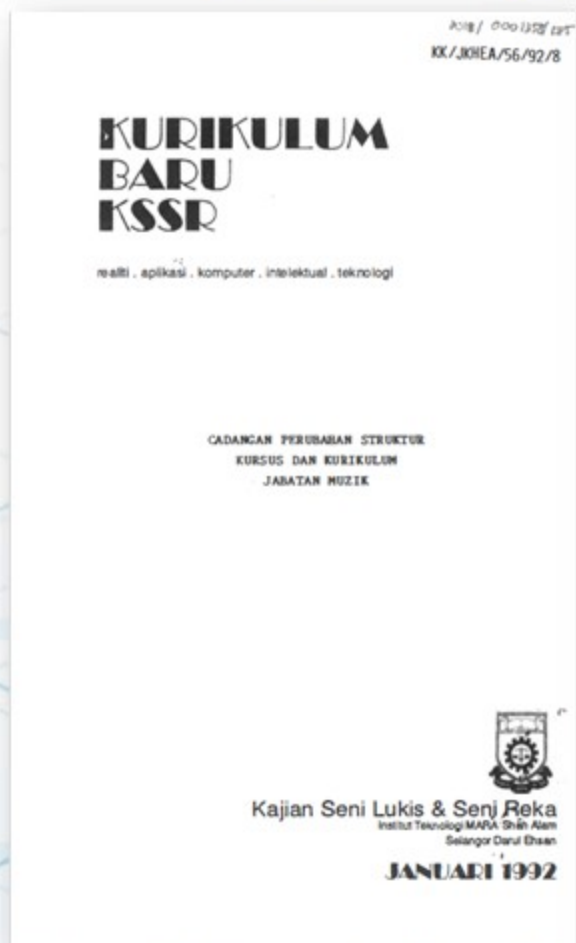 KK/JKHEA/56/92/8
KURIKULUM
BARU
KSSR
realiti . aplikasi . komputer . intelektual . teknologi
CADANGAN PERUBAHAN STRUKTUR
KURSUS DAN KURIKULUM
JABATAN MUZIK
Kajian Seni Lukis & Seni Reka
Institut Teknologi MARA Shah Alam
Selangor Darul Ehsan
JANUARI 1992